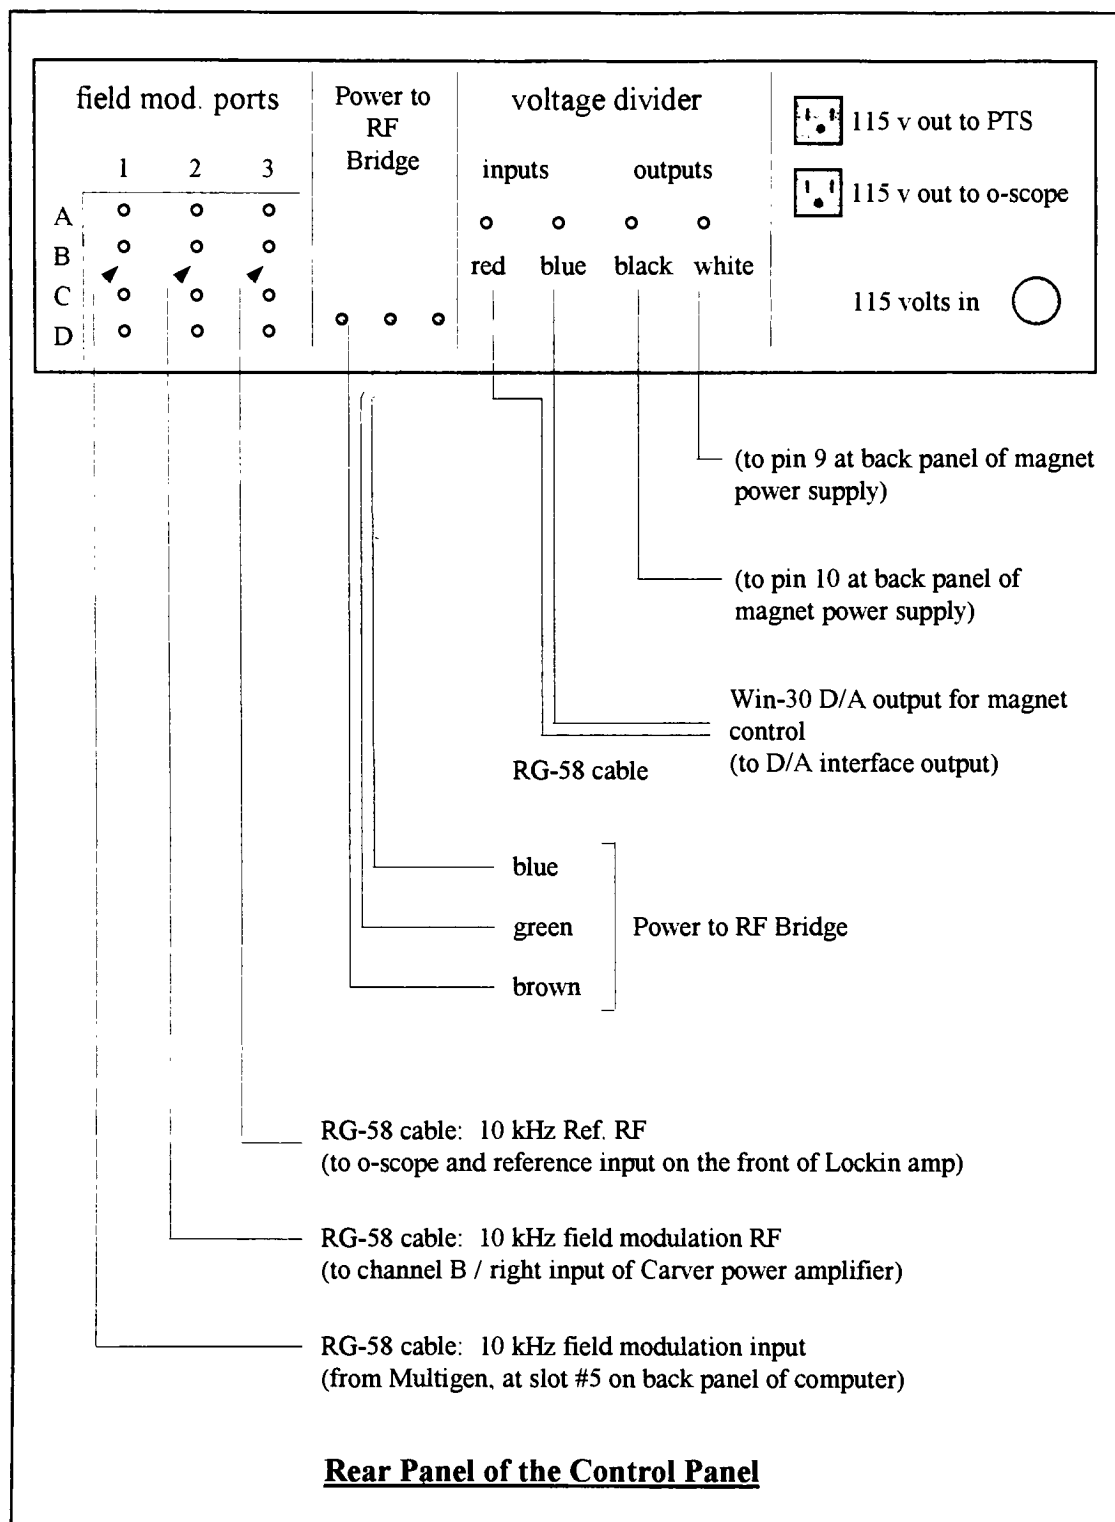 field mod. ports
1 2 3
A
B
C
D
Power to
RF
Bridge
voltage divider
inputs outputs
red blue black white
115 v out to PTS
115 v out to o-scope
115 volts in
(to pin 9 at back panel of magnet
power supply)
(to pin 10 at back panel of
magnet power supply)
Win-30 D/A output for magnet
control
(to D/A interface output)
RG-58 cable
blue
green
brown
Power to RF Bridge
RG-58 cable: 10 kHz Ref. RF
(to o-scope and reference input on the front of Lockin amp)
RG-58 cable: 10 kHz field modulation RF
(to channel B / right input of Carver power amplifier)
RG-58 cable: 10 kHz field modulation input
(from Multigen, at slot #5 on back panel of computer)
Rear Panel of the Control Panel